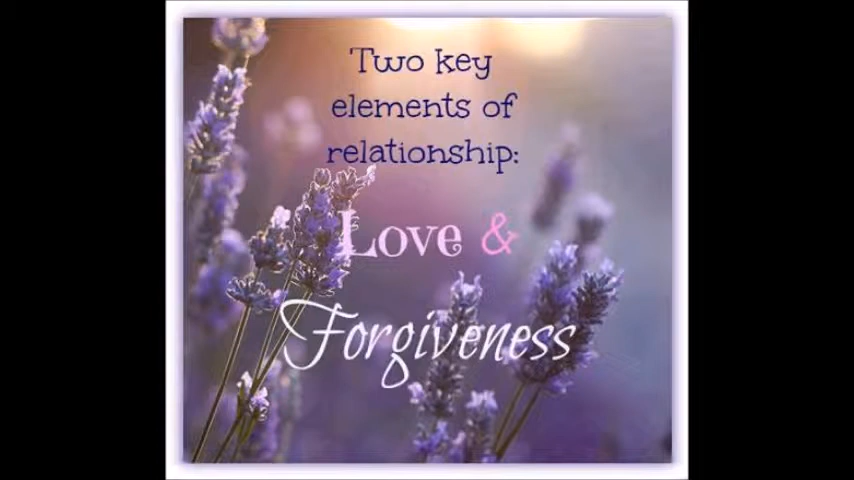 Two key
elements of
relationship:
Love &
Forgiveness